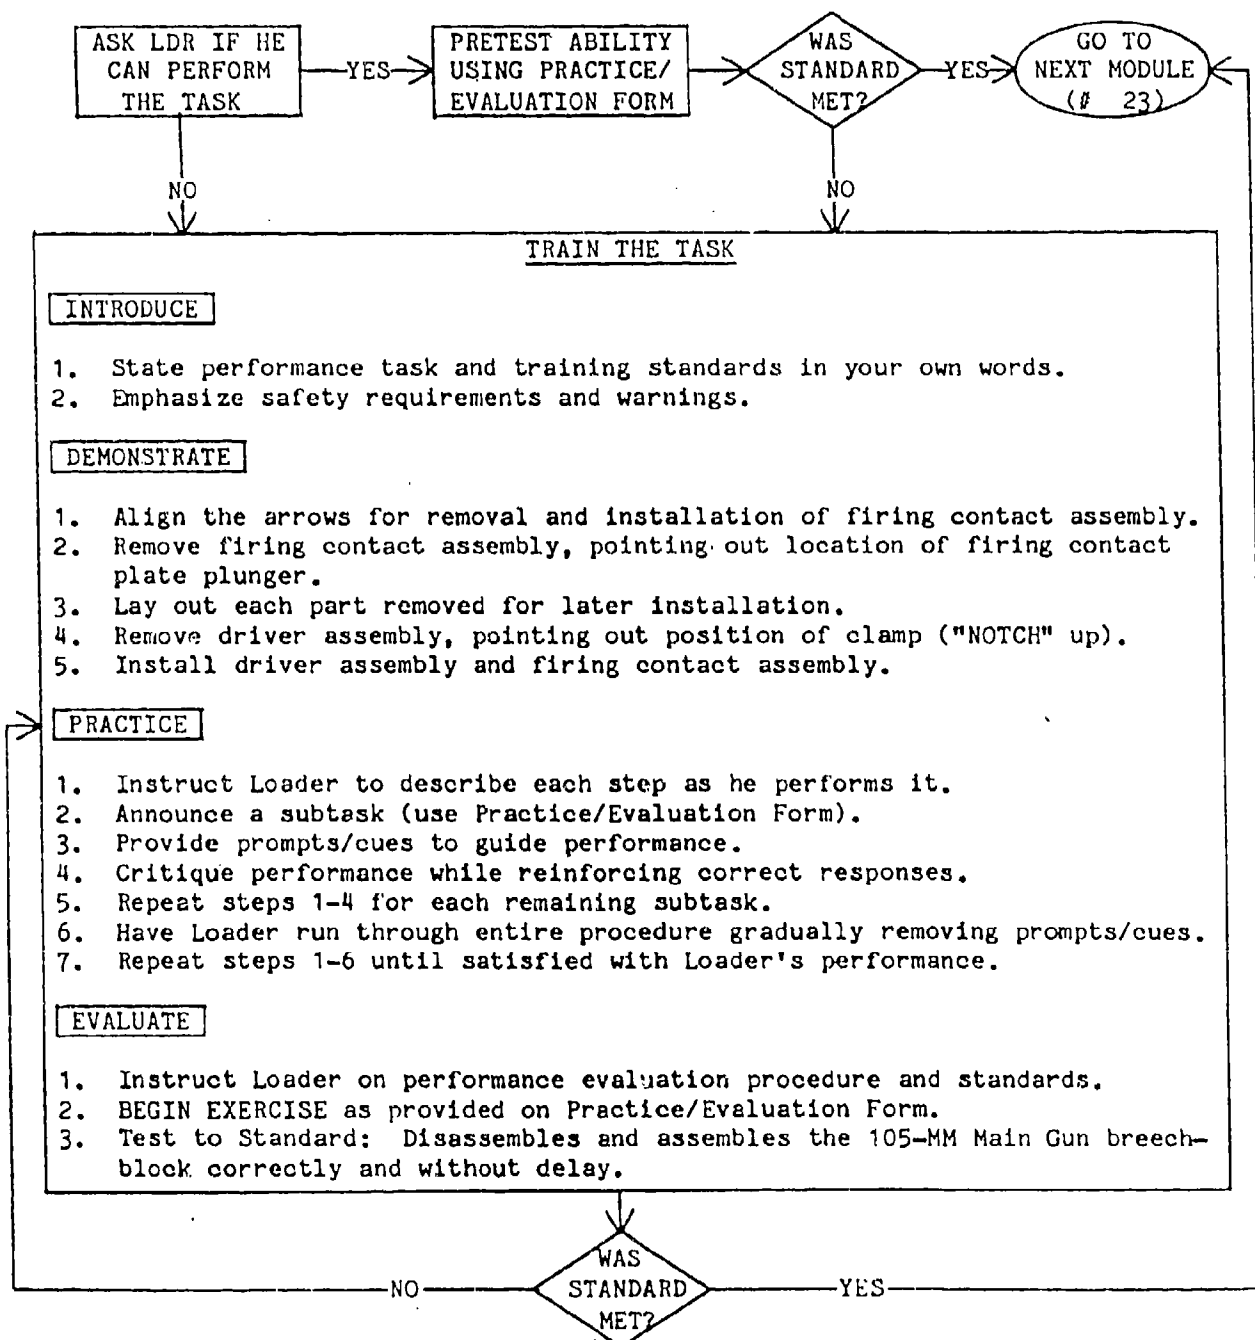 ASK LDR IF HE
CAN PERFORM
THE TASK
YES
PRETEST ABILITY
USING PRACTICE/
EVALUATION FORM
WAS
STANDARD
MET?
YES
GO TO
NEXT MODULE
(# 23)
NO
NO
TRAIN THE TASK
INTRODUCE
1. State performance task and training standards in your own words.
2. Emphasize safety requirements and warnings.
DEMONSTRATE
1. Align the arrows for removal and installation of firing contact assembly.
2. Remove firing contact assembly, pointing out location of firing contact
plate plunger.
3. Lay out each part removed for later installation.
4. Remove driver assembly, pointing out position of clamp ("NOTCH" up).
5. Install driver assembly and firing contact assembly.
PRACTICE
1. Instruct Loader to describe each step as he performs it.
2. Announce a subtask (use Practice/Evaluation Form).
3. Provide prompts/cues to guide performance.
4. Critique performance while reinforcing correct responses.
5. Repeat steps 1-4 for each remaining subtask.
6. Have Loader run through entire procedure gradually removing prompts/cues.
7. Repeat steps 1-6 until satisfied with Loader's performance.
EVALUATE
1. Instruct Loader on performance evaluation procedure and standards.
2. BEGIN EXERCISE as provided on Practice/Evaluation Form.
3. Test to Standard: Disassembles and assembles the 105-MM Main Gun breech-
block correctly and without delay.
NO
WAS
STANDARD
MET?
YES